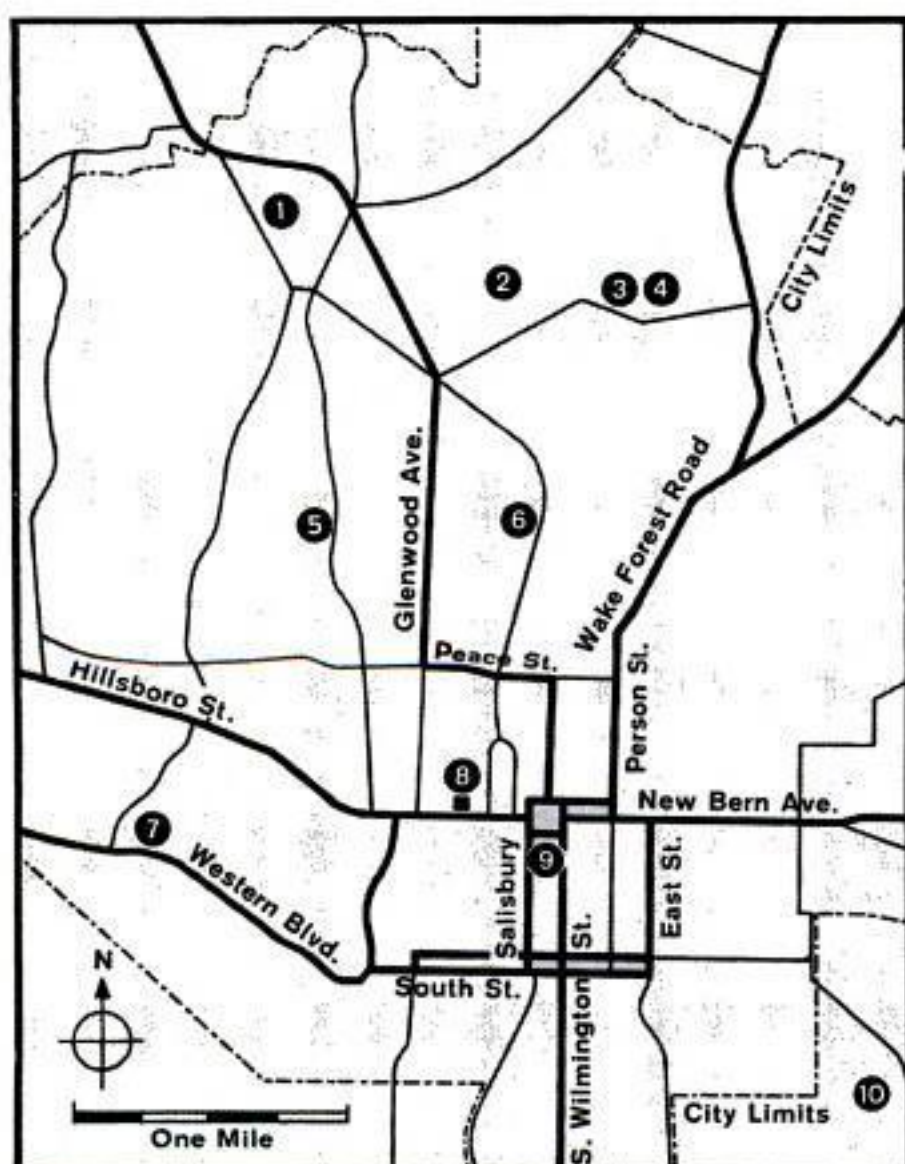 1
2
3
4
City Limits
5
6
Glenwood Ave.
Wake Forest Road
Peace St.
Hillsboro St.
Person St.
8
New Bern Ave.
7
Western Blvd.
Salisbury
9
East St.
N
South St.
S. Wilmington St.
10
City Limits
One Mile